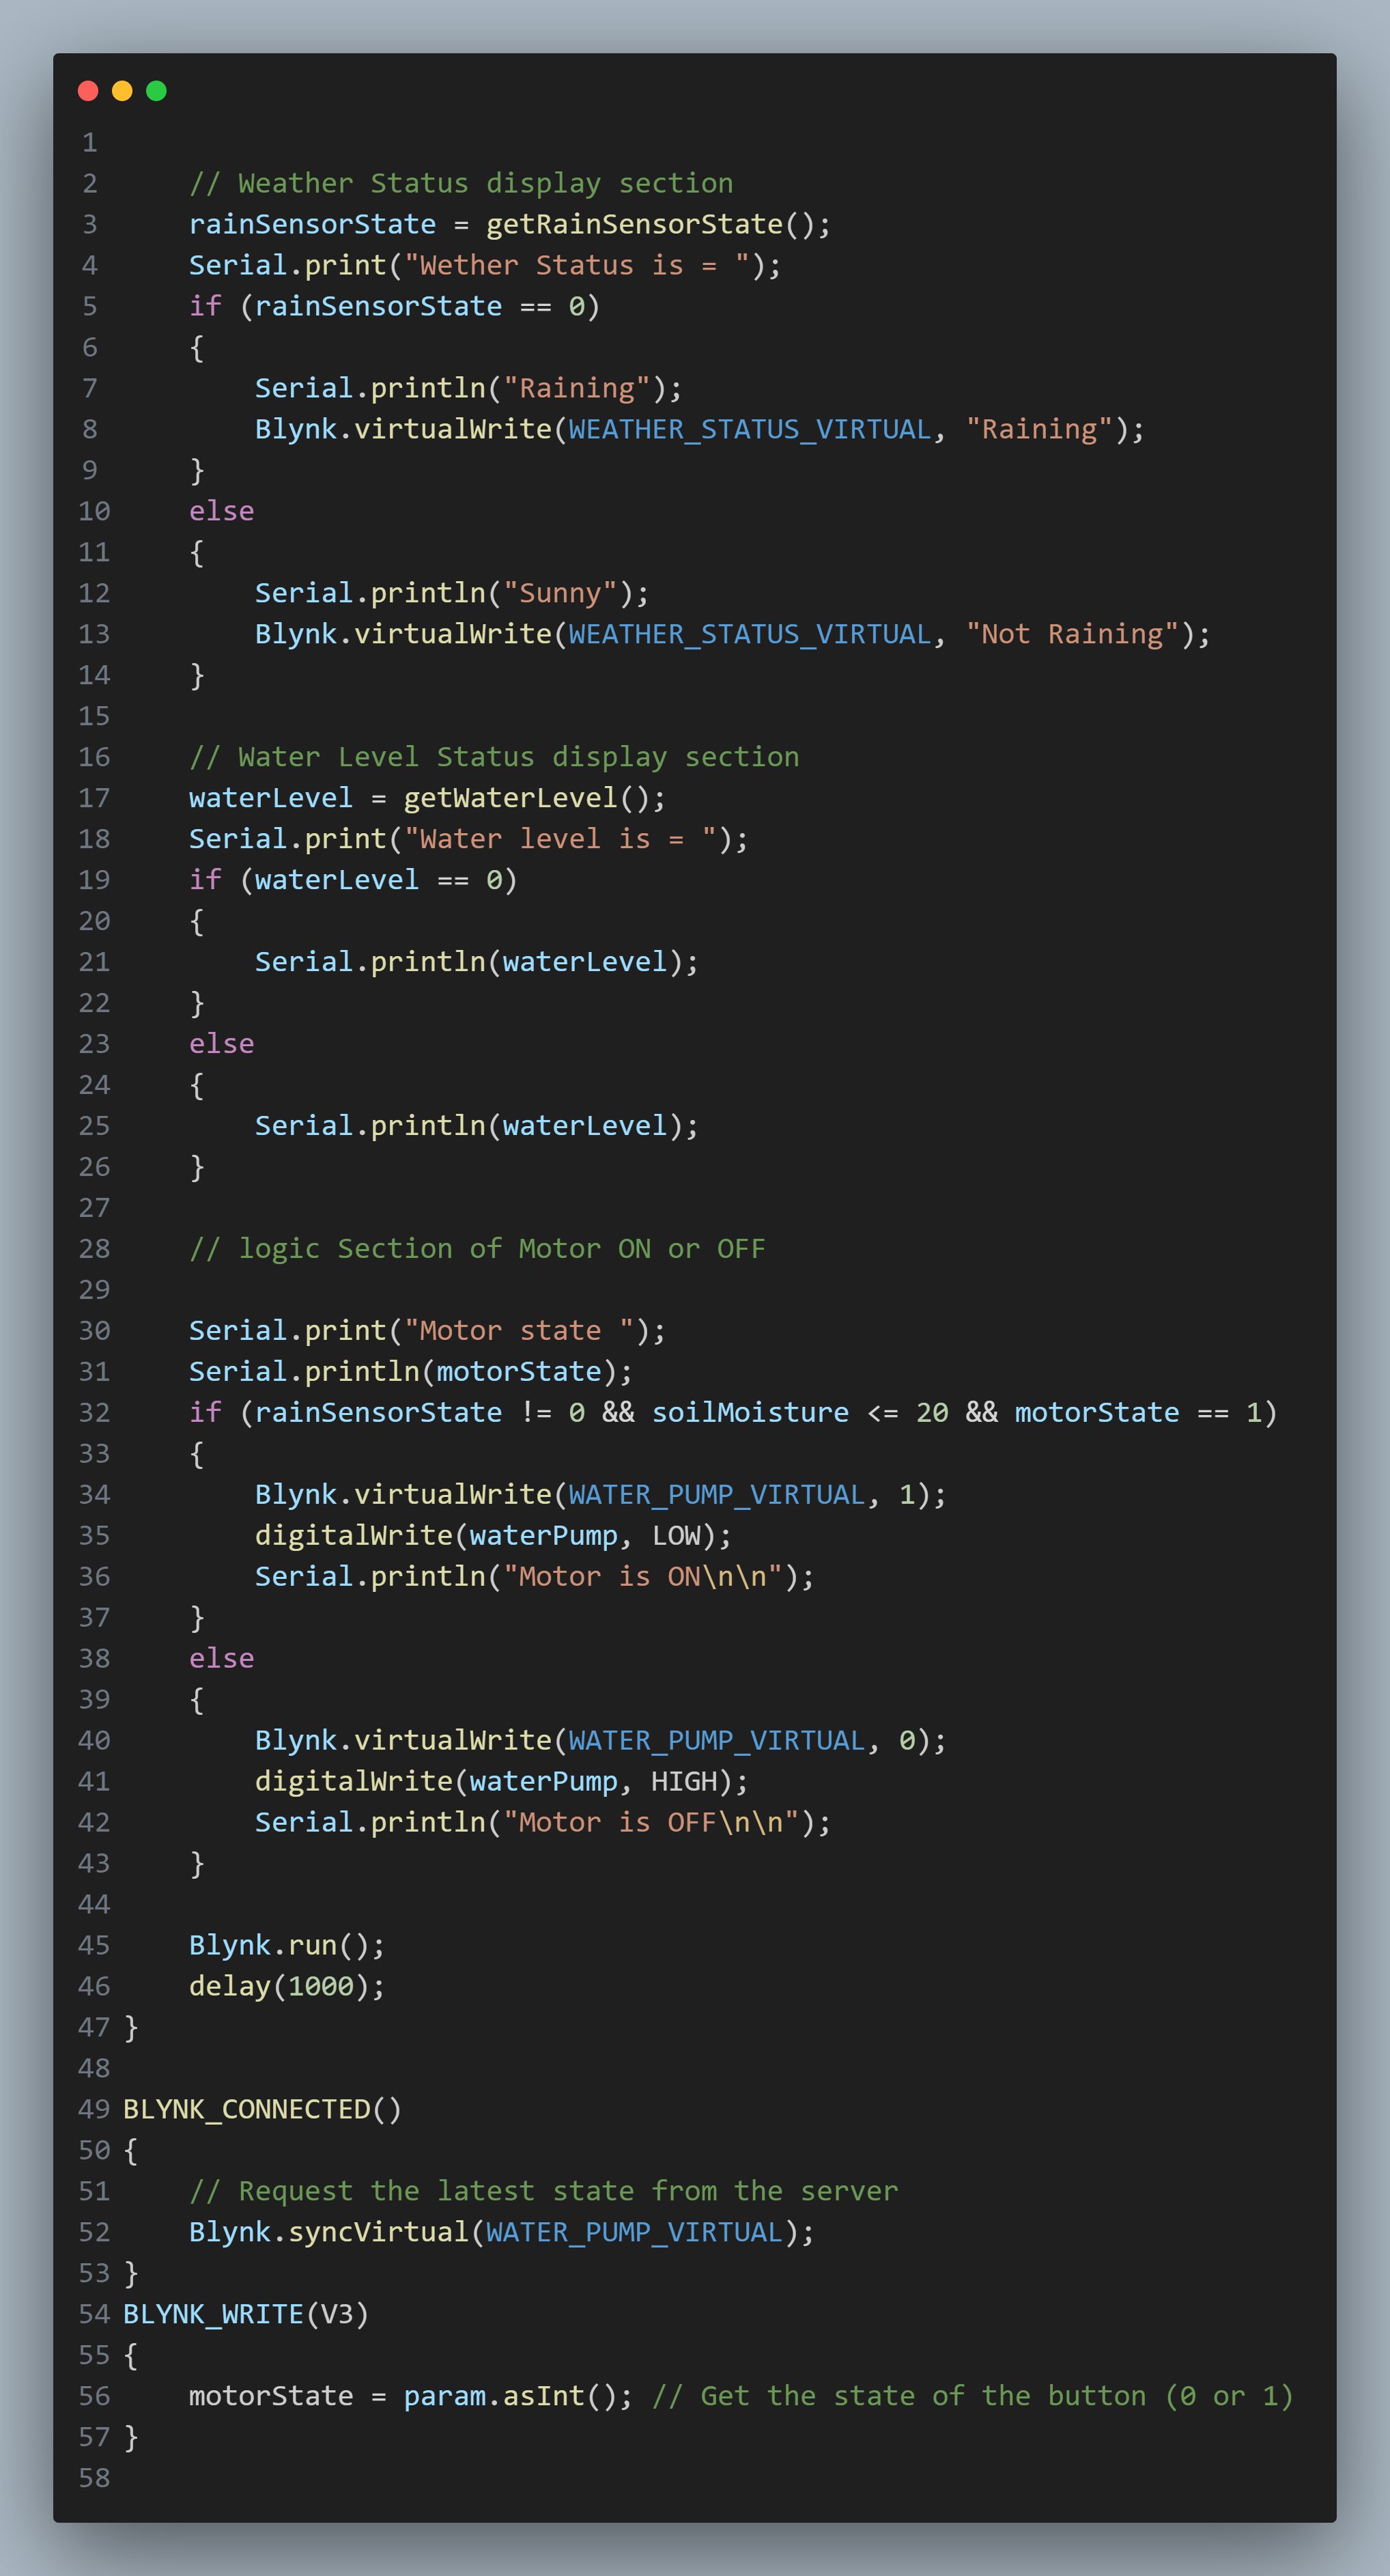 1
2     // Weather Status display section
3     rainSensorState = getRainSensorState();
4     Serial.print("Wether Status is = ");
5     if (rainSensorState == 0)
6     {
7         Serial.println("Raining");
8         Blynk.virtualWrite(WEATHER_STATUS_VIRTUAL, "Raining");
9     }
10     else
11     {
12         Serial.println("Sunny");
13         Blynk.virtualWrite(WEATHER_STATUS_VIRTUAL, "Not Raining");
14     }
15
16     // Water Level Status display section
17     waterLevel = getWaterLevel();
18     Serial.print("Water level is = ");
19     if (waterLevel == 0)
20     {
21         Serial.println(waterLevel);
22     }
23     else
24     {
25         Serial.println(waterLevel);
26     }
27
28     // logic Section of Motor ON or OFF
29
30     Serial.print("Motor state ");
31     Serial.println(motorState);
32     if (rainSensorState != 0 && soilMoisture <= 20 && motorState == 1)
33     {
34         Blynk.virtualWrite(WATER_PUMP_VIRTUAL, 1);
35         digitalWrite(waterPump, LOW);
36         Serial.println("Motor is ON\n\n");
37     }
38     else
39     {
40         Blynk.virtualWrite(WATER_PUMP_VIRTUAL, 0);
41         digitalWrite(waterPump, HIGH);
42         Serial.println("Motor is OFF\n\n");
43     }
44
45     Blynk.run();
46     delay(1000);
47 }
48
49 BLYNK_CONNECTED()
50 {
51     // Request the latest state from the server
52     Blynk.syncVirtual(WATER_PUMP_VIRTUAL);
53 }
54 BLYNK_WRITE(V3)
55 {
56     motorState = param.asInt(); // Get the state of the button (0 or 1)
57 }
58